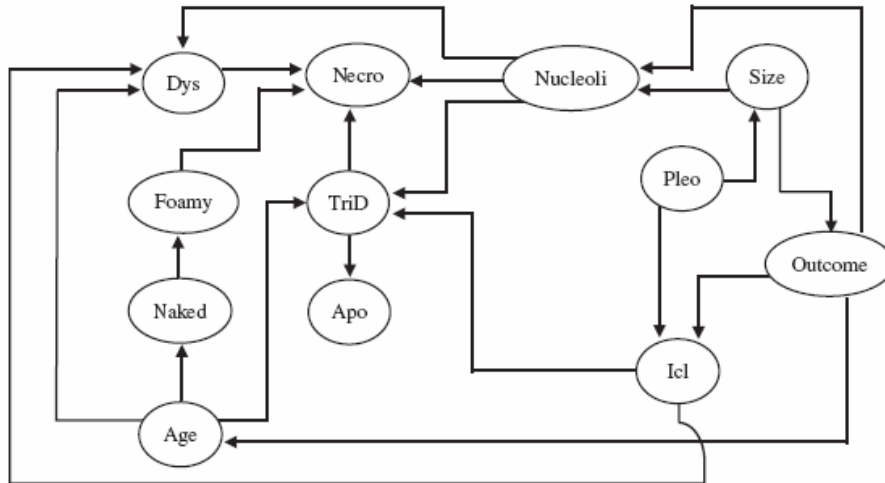 Dys
Necro
Nucleoli
Size
Foamy
TriD
Pleo
Outcome
Naked
Apo
Icl
Age